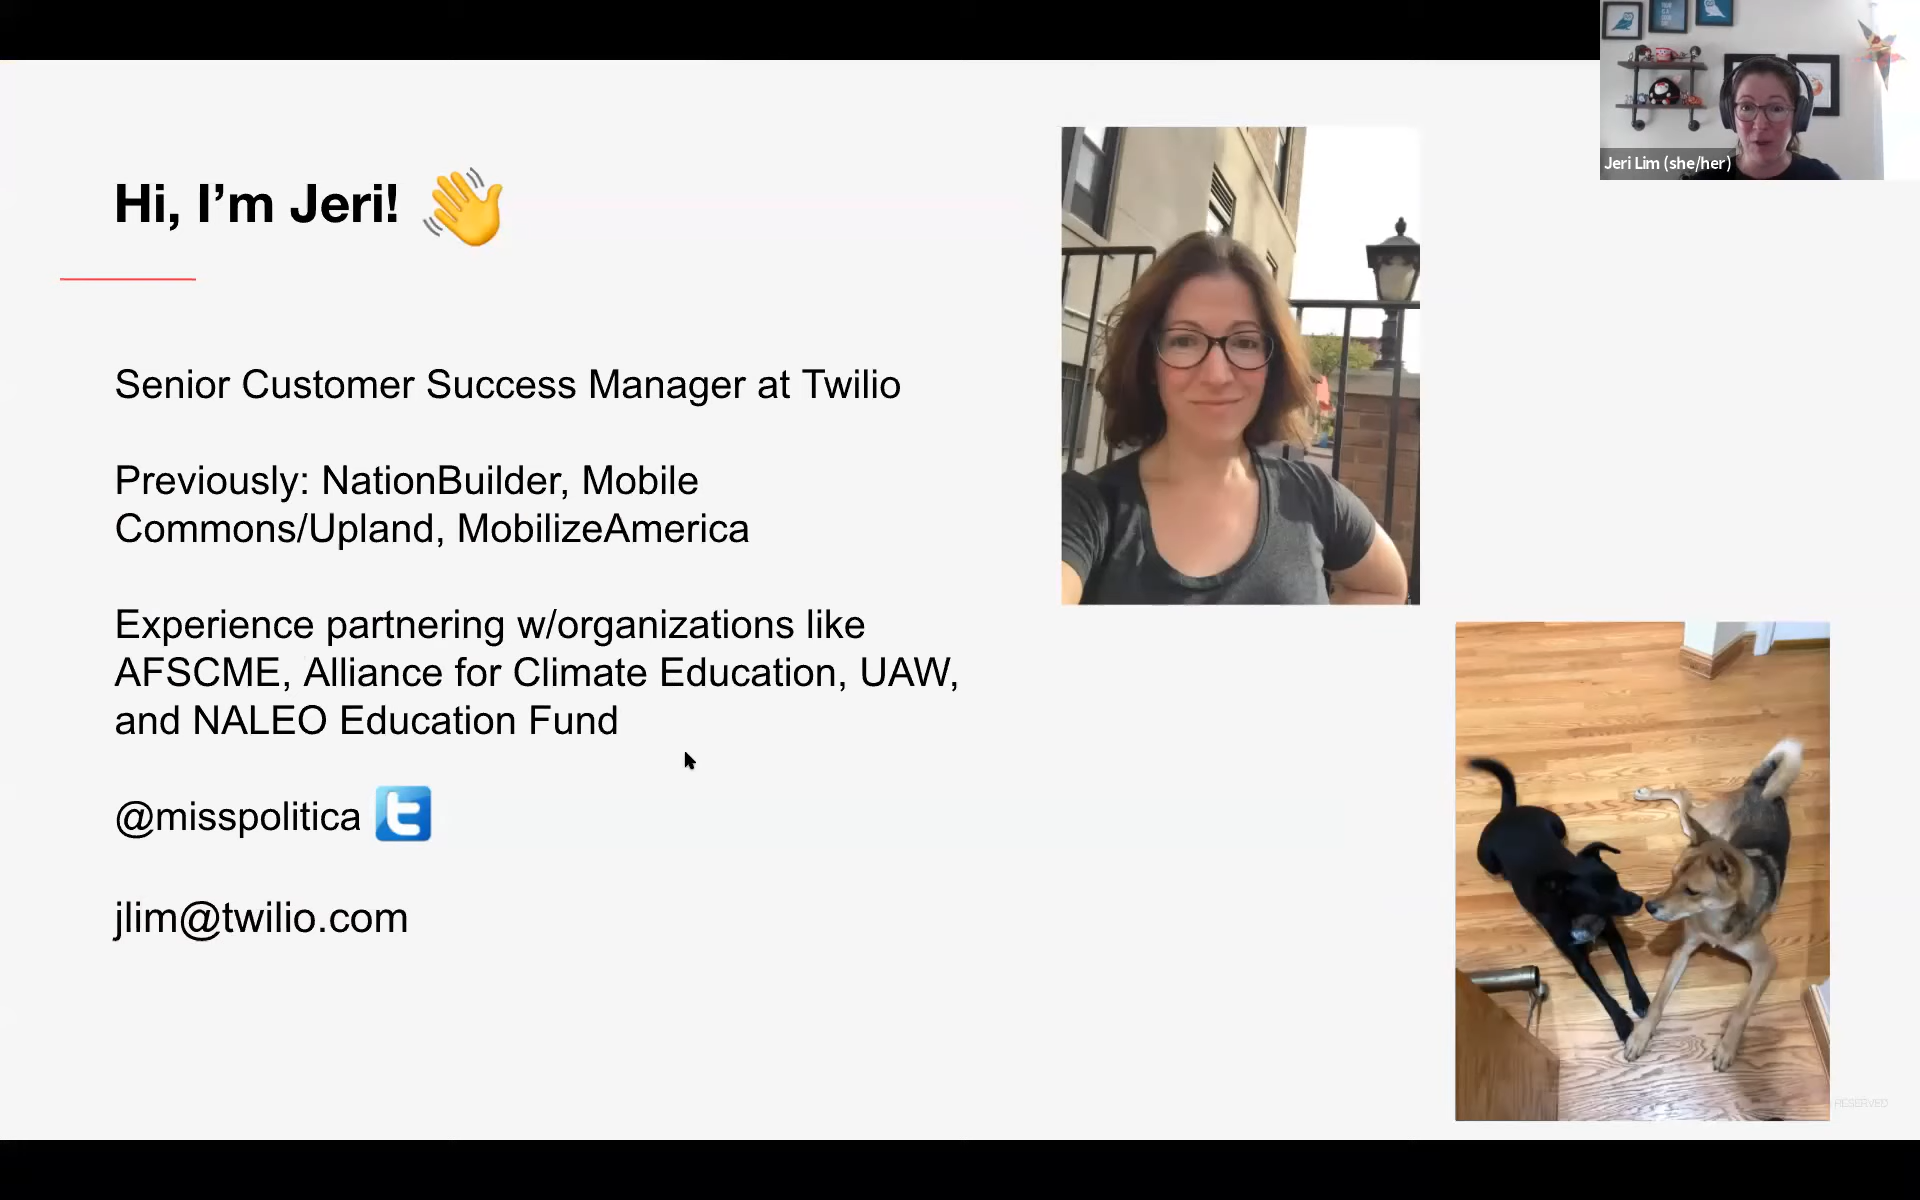 Jeri Lim (she/her)
Hi, I’m Jeri!
Senior Customer Success Manager at Twilio
Previously: NationBuilder, Mobile
Commons/Upland, MobilizeAmerica
Experience partnering w/organizations like
AFSCME, Alliance for Climate Education, UAW,
and NALEO Education Fund
@misspolitica
jlim@twilio.com
RESERVED